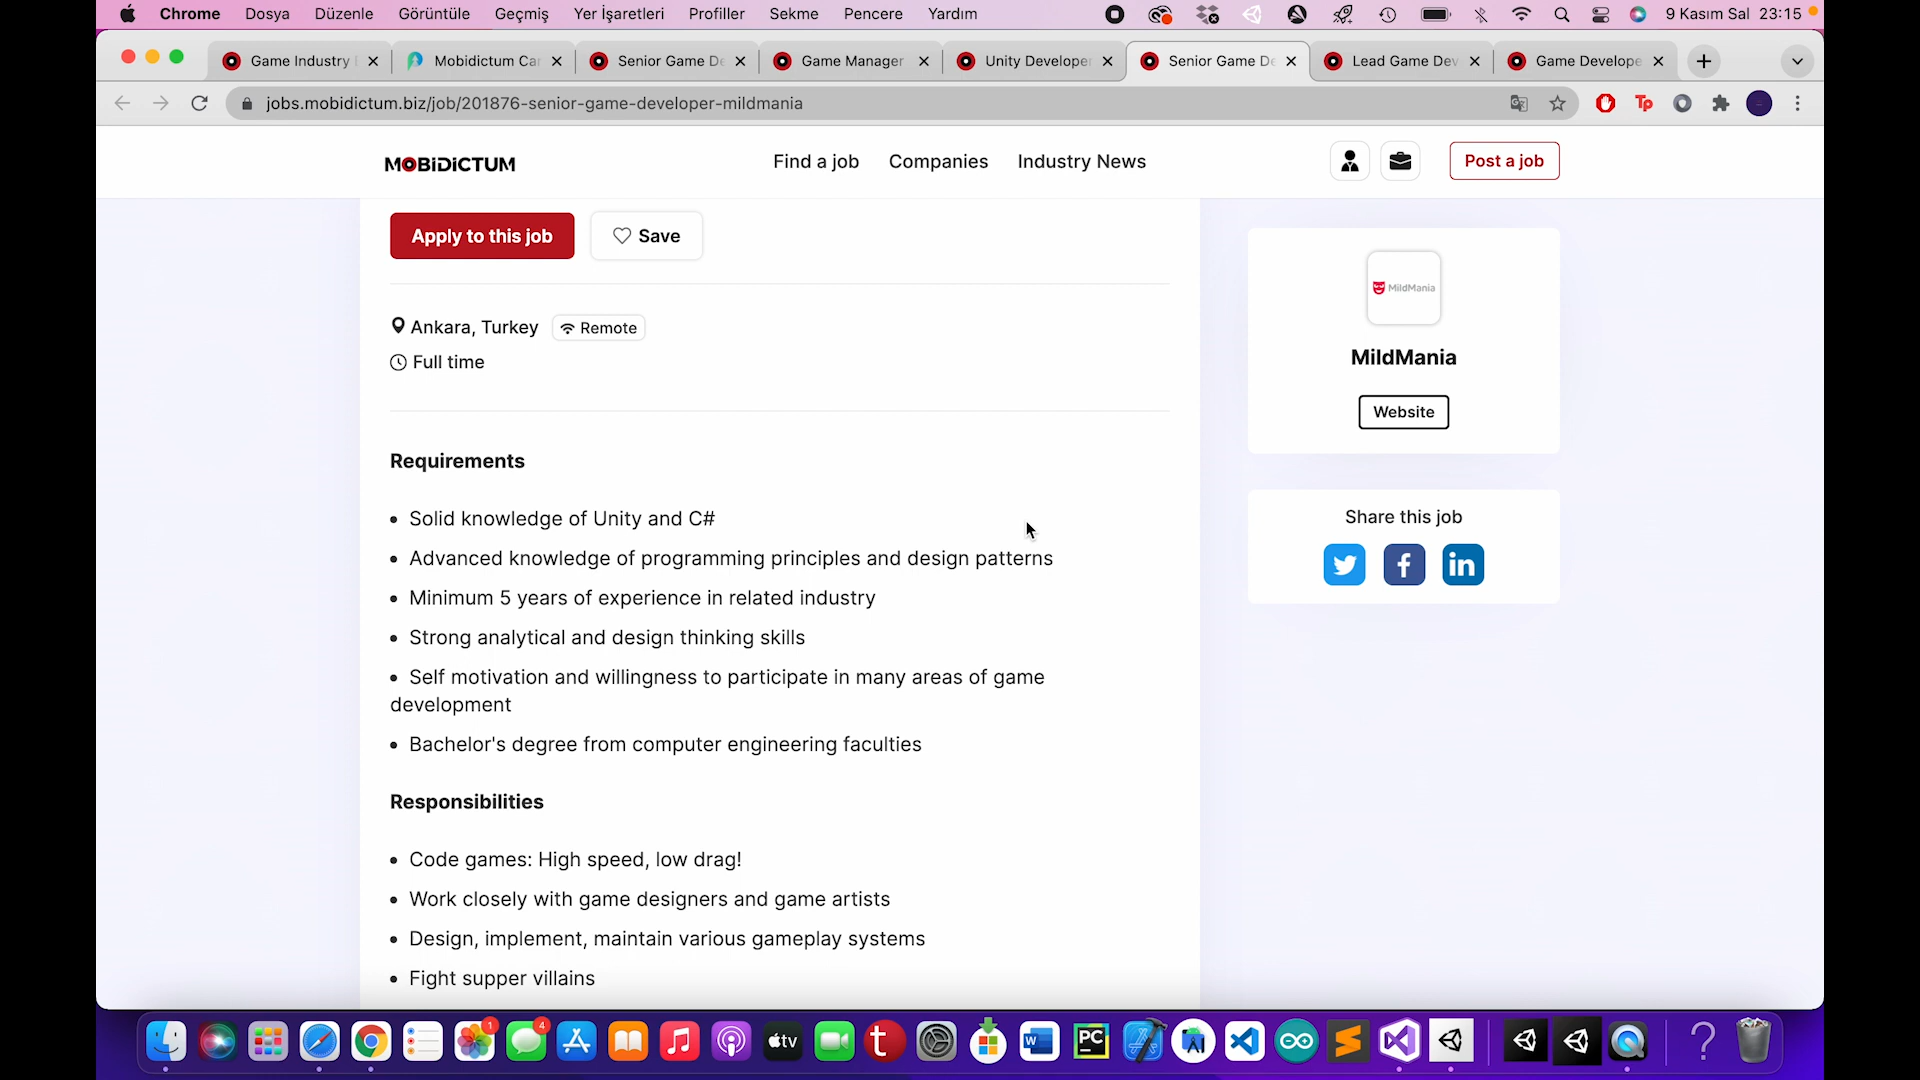 Chrome Dosya Düzenle Görüntüle Geçmiş Yer İşaretleri Profiller Sekme Pencere Yardım 9 Kasım Sal 23:15
Game Industry Mobidictum Car Senior Game De Game Manager Unity Develope Senior Game De Lead Game Dev Game Develope
jobs.mobidictum.biz/job/201876-senior-game-developer-mildmania Tp
MOBiDiCTUM Find a job Companies Industry News Post a job
Apply to this job Save
Ankara, Turkey Remote
Full time
Requirements
• Solid knowledge of Unity and C#
• Advanced knowledge of programming principles and design patterns
• Minimum 5 years of experience in related industry
• Strong analytical and design thinking skills
• Self motivation and willingness to participate in many areas of game
development
• Bachelor's degree from computer engineering faculties
Responsibilities
• Code games: High speed, low drag!
• Work closely with game designers and game artists
• Design, implement, maintain various gameplay systems
• Fight supper villains
MildMania
MildMania
Website
Share this job
1 4 tv t W PC